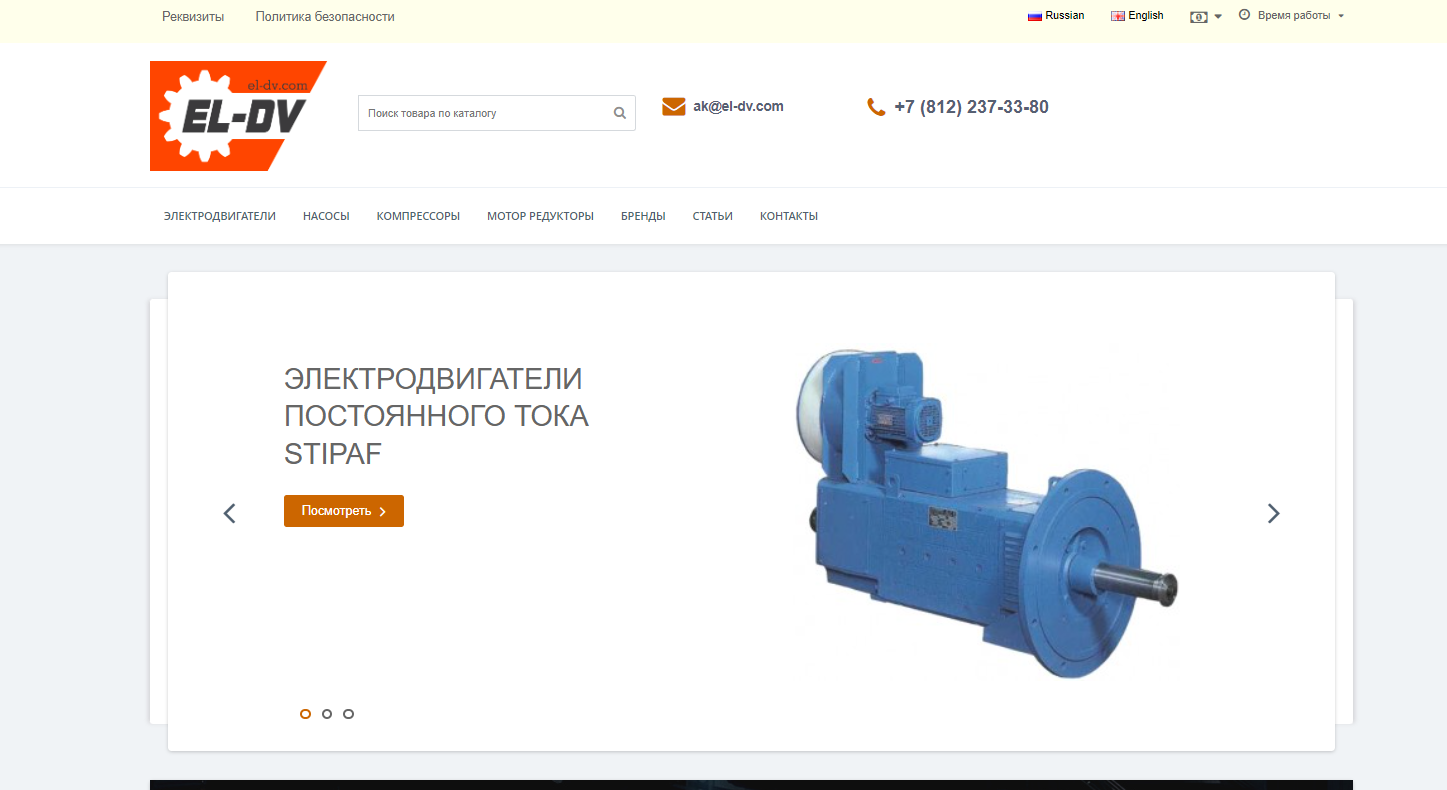 Реквизиты
Политика безопасности
Russian
English
Время работы
el-dv.com
EL-DV
Поиск товара по каталогу
ak@el-dv.com
+7 (812) 237-33-80
ЭЛЕКТРОДВИГАТЕЛИ
НАСОСЫ
КОМПРЕССОРЫ
МОТОР РЕДУКТОРЫ
БРЕНДЫ
СТАТЬИ
КОНТАКТЫ
ЭЛЕКТРОДВИГАТЕЛИ
ПОСТОЯННОГО ТОКА
STIPAF
Посмотреть